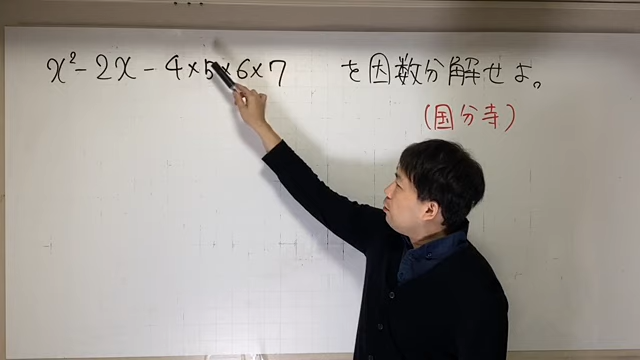 x² - 2x - 4×5×6×7 を因数分解せよ。
(国分寺)